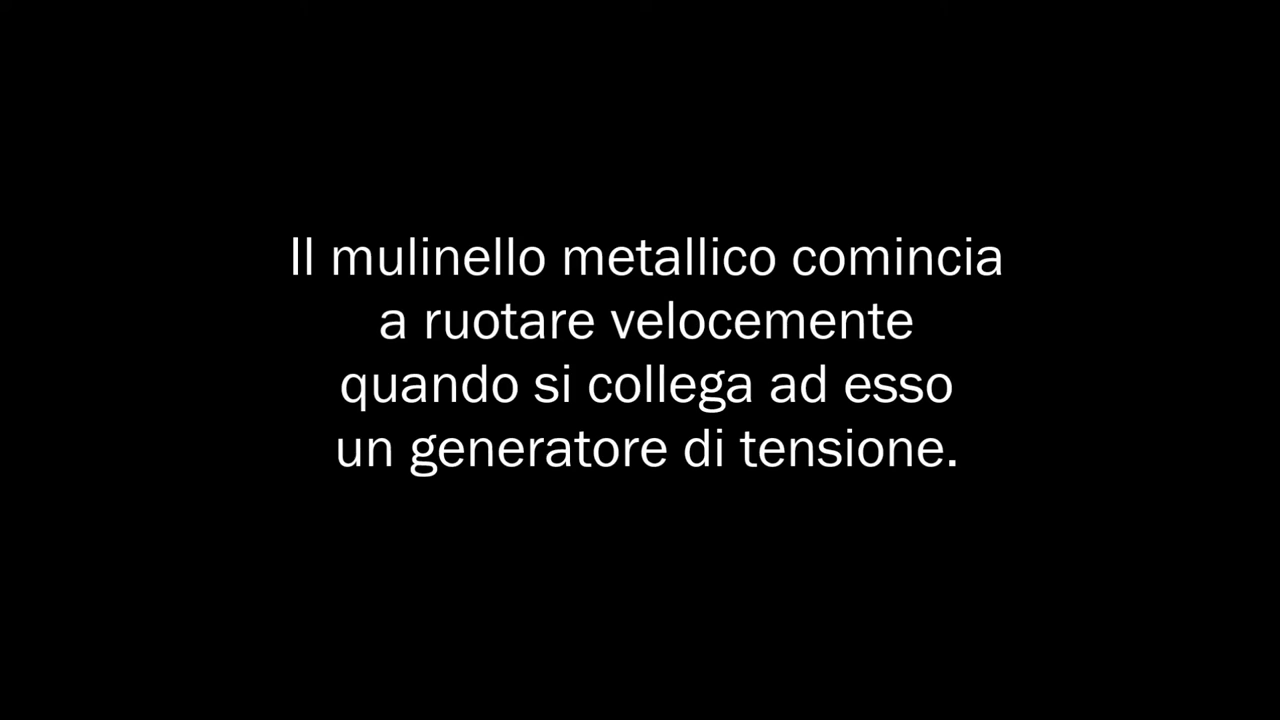 Il mulinello metallico comincia
a ruotare velocemente
quando si collega ad esso
un generatore di tensione.